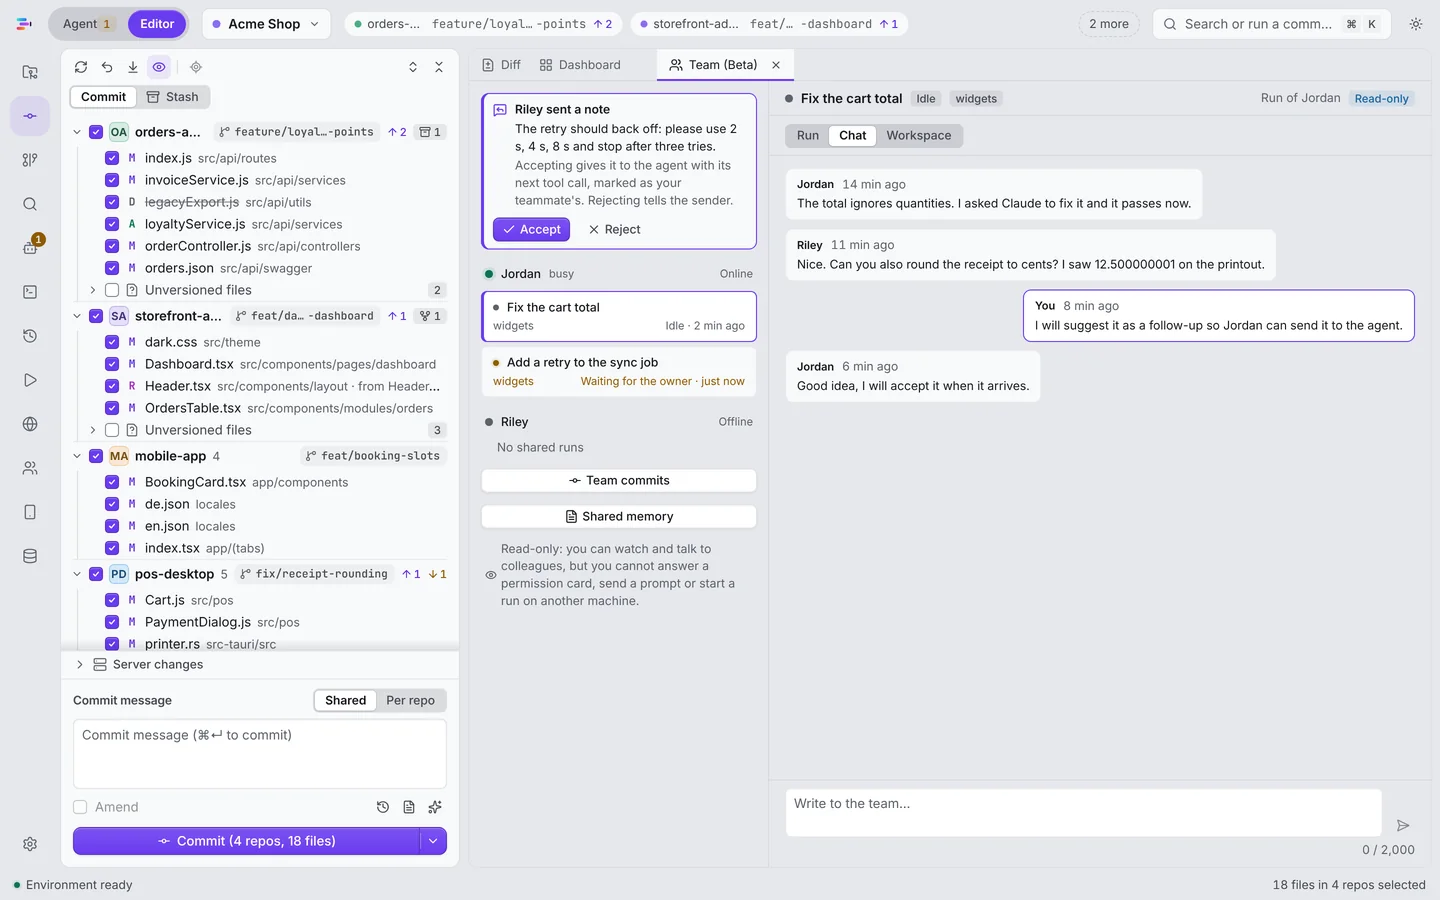 Agent 1
Editor
Acme Shop
orders-... feature/loyal…-points ↑ 2
storefront-ad... feat/… -dashboard ↑ 1
2 more
Search or run a comm... ⌘ K
Commit
Stash
OA orders-a... feature/loyal…-points ↑ 2 1
M index.js src/api/routes
M invoiceService.js src/api/services
D legacyExport.js src/api/utils
A loyaltyService.js src/api/services
M orderController.js src/api/controllers
M orders.json src/api/swagger
Unversioned files 2
SA storefront-a... feat/da… -dashboard ↑ 1 1
M dark.css src/theme
M Dashboard.tsx src/components/pages/dashboard
R Header.tsx src/components/layout · from Header...
M OrdersTable.tsx src/components/modules/orders
Unversioned files 3
MA mobile-app 4 feat/booking-slots
M BookingCard.tsx app/components
M de.json locales
M en.json locales
M index.tsx app/(tabs)
PD pos-desktop 5 fix/receipt-rounding ↑ 1 ↓ 1
M Cart.js src/pos
M PaymentDialog.js src/pos
M printer.rs src-tauri/src
Server changes
Commit message
Shared
Per repo
Commit message (⌘↵ to commit)
Amend
Commit (4 repos, 18 files)
1
Diff
Dashboard
Team (Beta)
Riley sent a note
The retry should back off: please use 2
s, 4 s, 8 s and stop after three tries.
Accepting gives it to the agent with its
next tool call, marked as your
teammate's. Rejecting tells the sender.
Accept
Reject
Jordan busy Online
Fix the cart total
widgets Idle · 2 min ago
Add a retry to the sync job
widgets Waiting for the owner · just now
Riley Offline
No shared runs
Team commits
Shared memory
Read-only: you can watch and talk to
colleagues, but you cannot answer a
permission card, send a prompt or start a
run on another machine.
Fix the cart total Idle widgets
Run of Jordan Read-only
Run
Chat
Workspace
Jordan 14 min ago
The total ignores quantities. I asked Claude to fix it and it passes now.
Riley 11 min ago
Nice. Can you also round the receipt to cents? I saw 12.500000001 on the printout.
You 8 min ago
I will suggest it as a follow-up so Jordan can send it to the agent.
Jordan 6 min ago
Good idea, I will accept it when it arrives.
Write to the team...
0 / 2,000
Environment ready
18 files in 4 repos selected